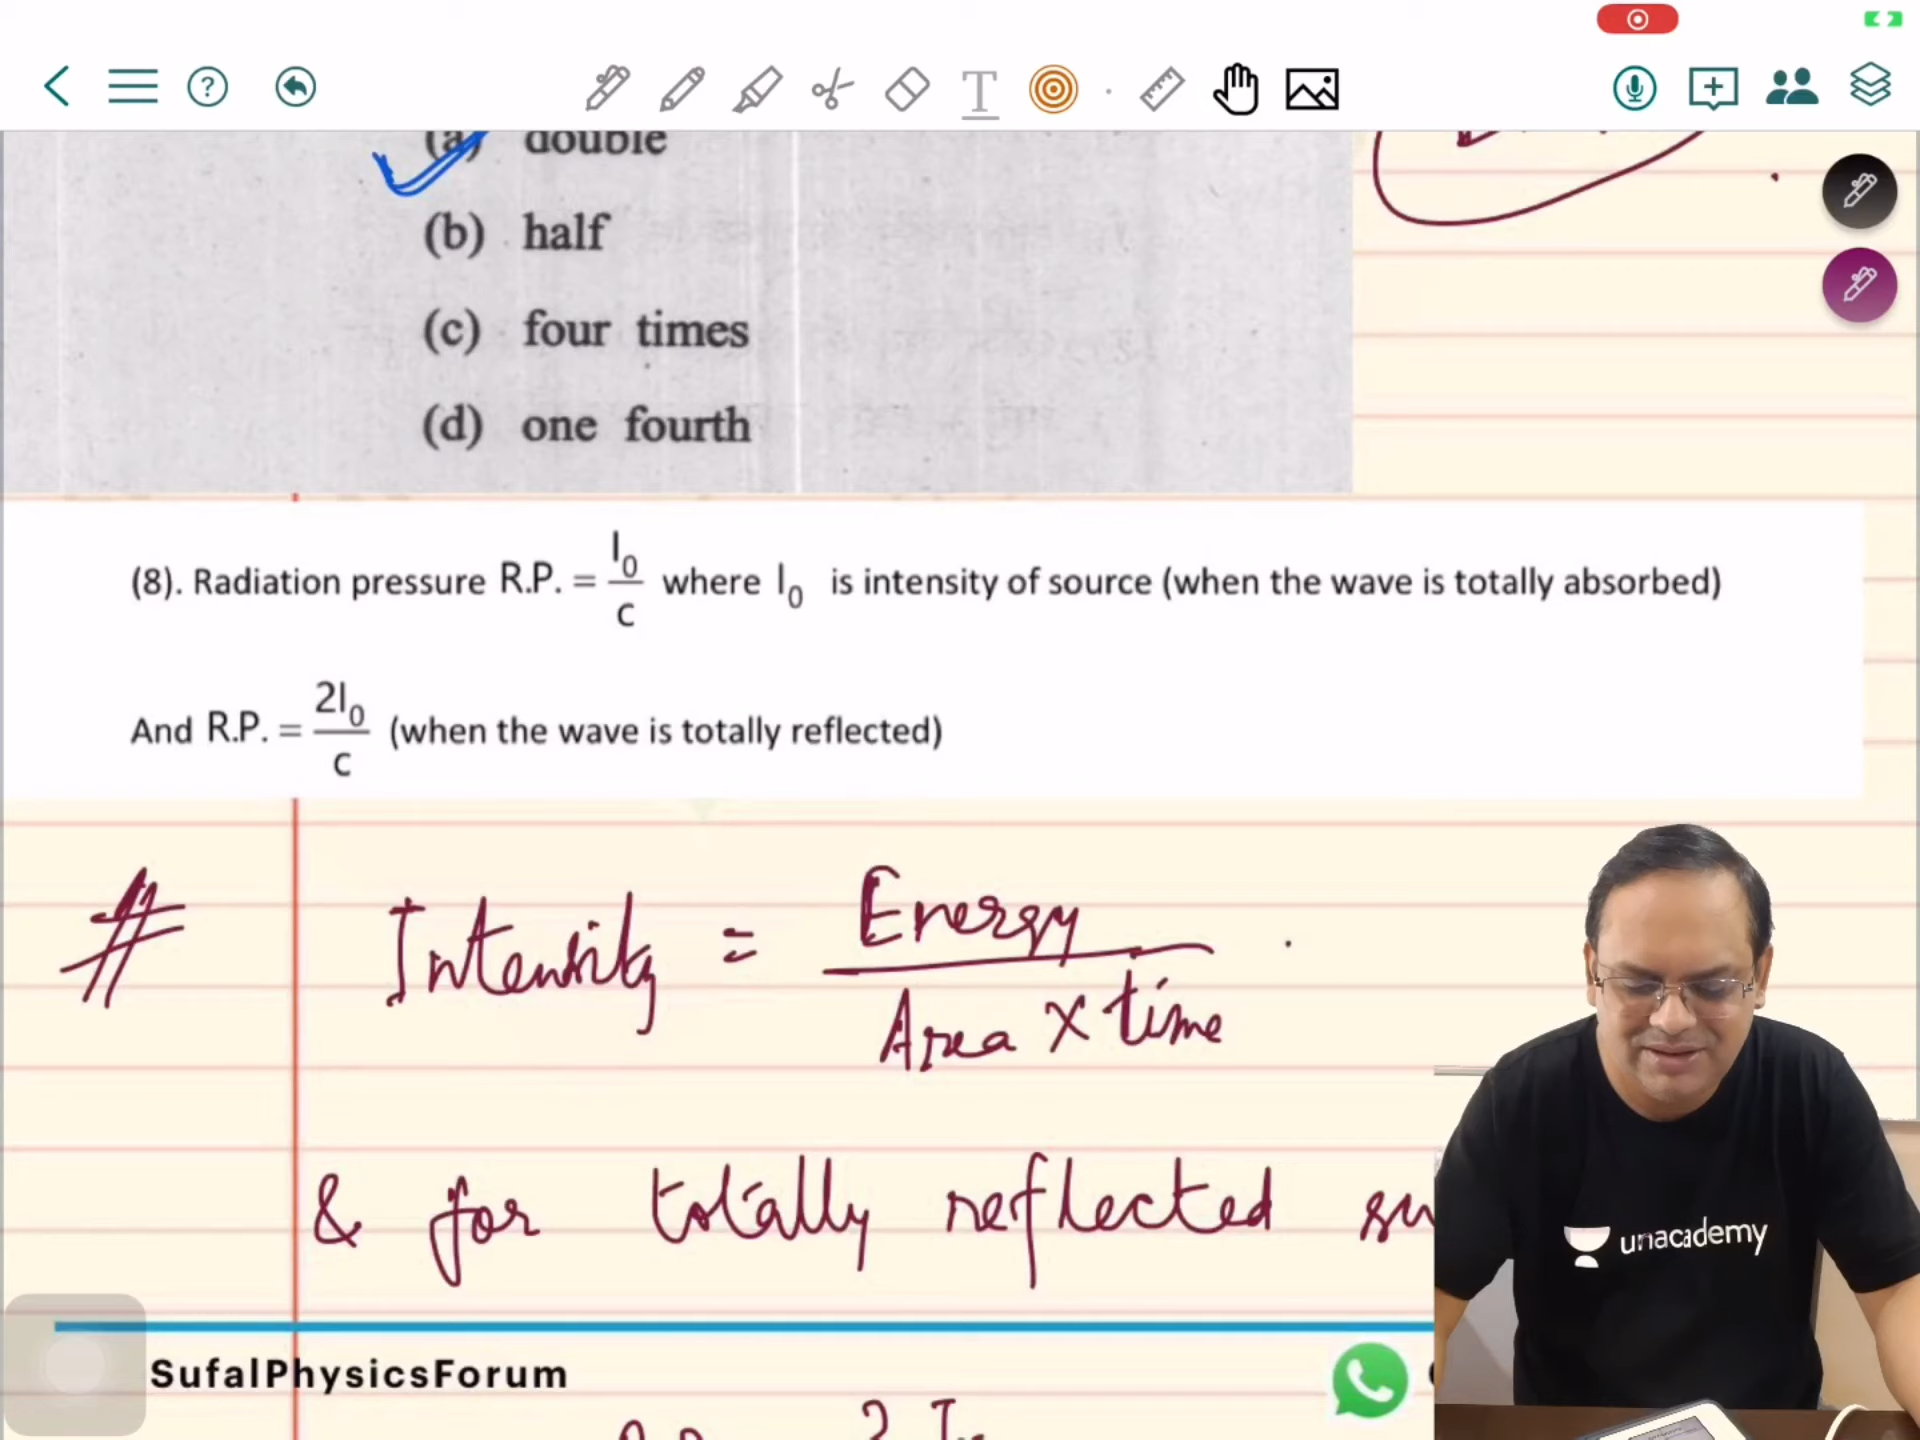 (a) double
(b) half
(c) four times
(d) one fourth
(8). Radiation pressure R.P. = I₀/c where I₀ is intensity of source (when the wave is totally absorbed)
And R.P. = 2I₀/c (when the wave is totally reflected)
# Intensity = Energy / Area × time
& for totally reflected su
unacademy
SufalPhysicsForum